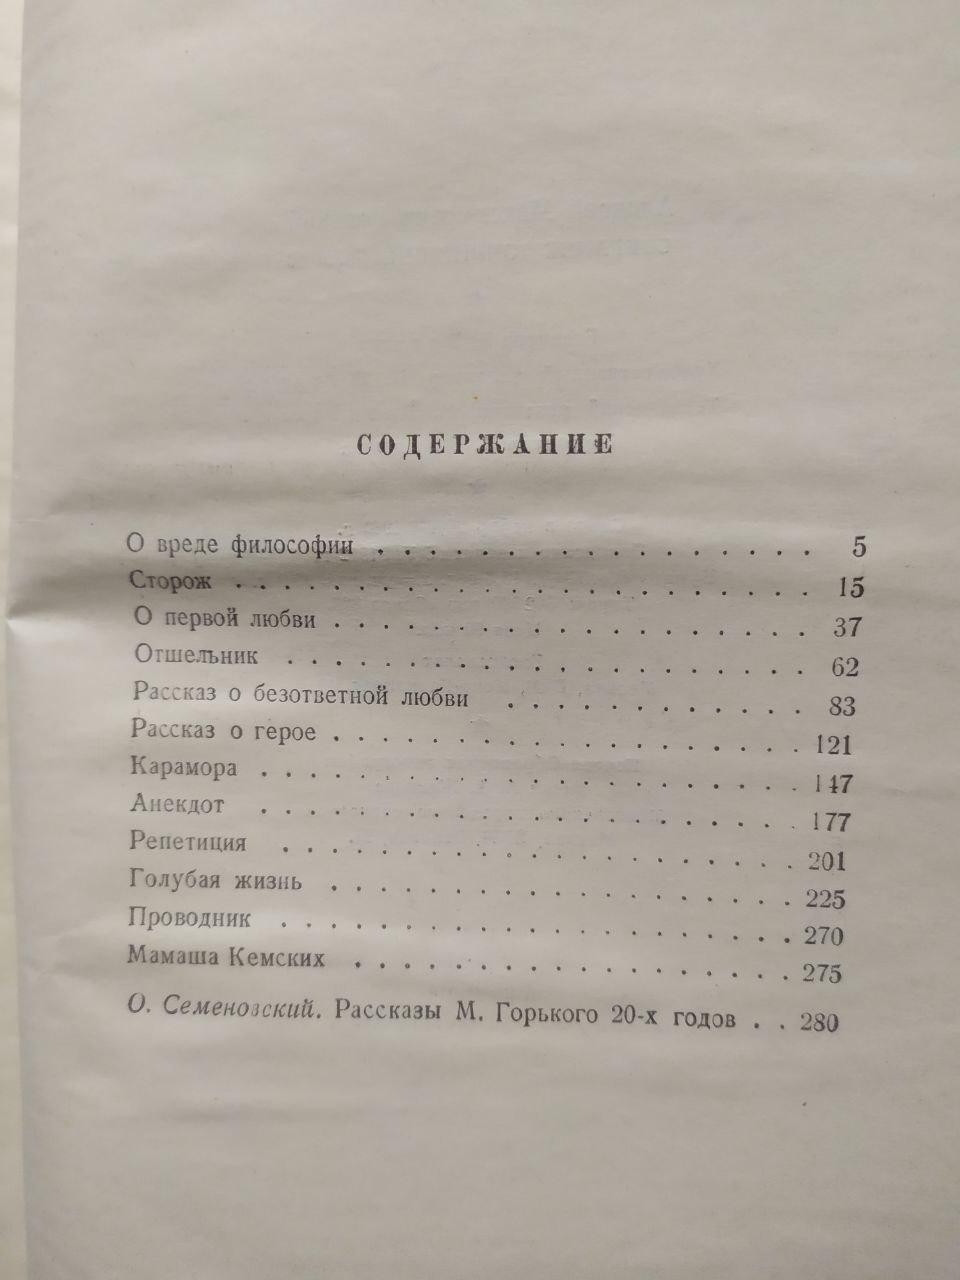 СОДЕРЖАНИЕ
О вреде философии . . . . . . . . . . . . . . . . . . 5
Сторож . . . . . . . . . . . . . . . . . . . . . . . 15
О первой любви . . . . . . . . . . . . . . . . . . . . 37
Отшельник . . . . . . . . . . . . . . . . . . . . . 62
Рассказ о безответной любви . . . . . . . . . . . . 83
Рассказ о герое . . . . . . . . . . . . . . . . . . . 121
Карамора . . . . . . . . . . . . . . . . . . . . . . 147
Анекдот . . . . . . . . . . . . . . . . . . . . . . 177
Репетиция . . . . . . . . . . . . . . . . . . . . . 201
Голубая жизнь . . . . . . . . . . . . . . . . . . . 225
Проводник . . . . . . . . . . . . . . . . . . . . . 270
Мамаша Кемских . . . . . . . . . . . . . . . . . . 275
О. Семеновский. Рассказы М. Горького 20-х годов . . 280